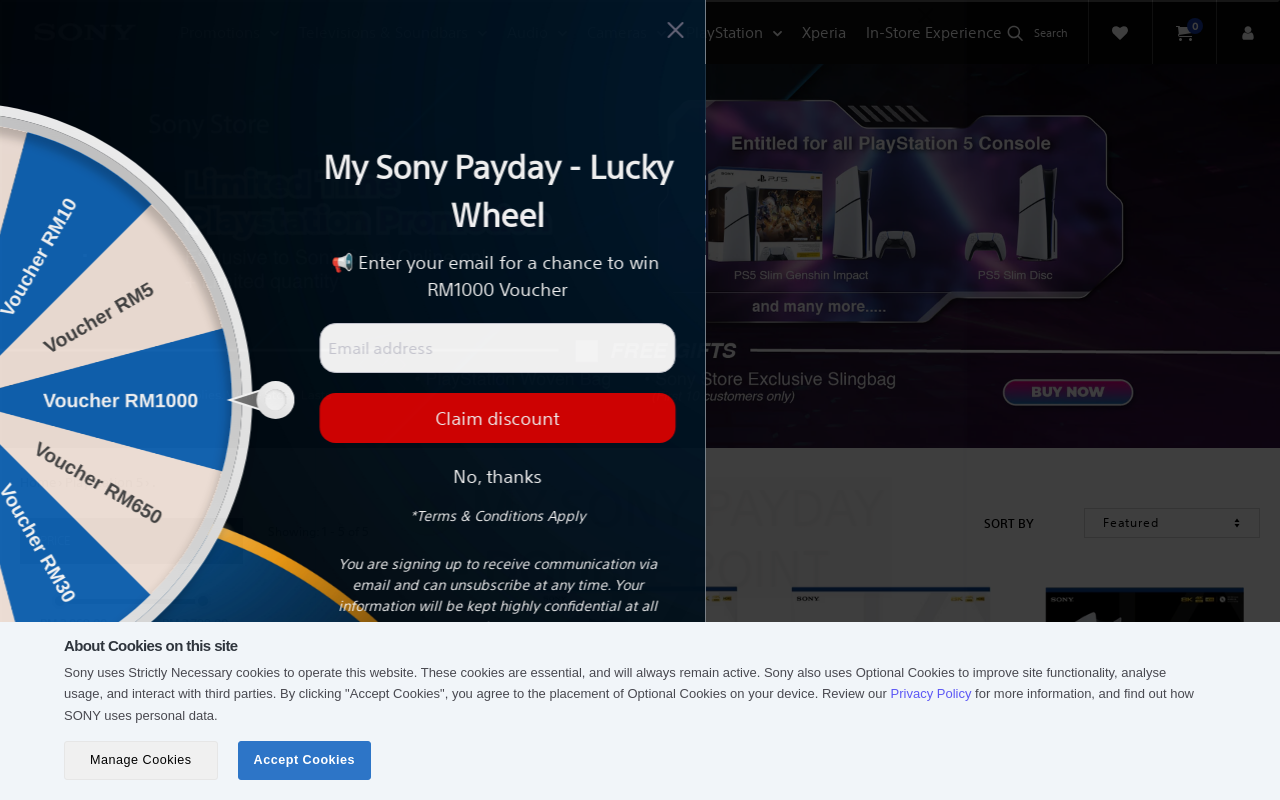 SONY
PlayStation
Xperia
In-Store Experience
Search
0
Sony Store
My Sony Payday - Lucky
Wheel
📢 Enter your email for a chance to win
RM1000 Voucher
Email address
Claim discount
No, thanks
*Terms & Conditions Apply
You are signing up to receive communication via
email and can unsubscribe at any time. Your
information will be kept highly confidential at all
Voucher RM10
Voucher RM5
Voucher RM1000
Voucher RM650
Voucher RM30
Entitled for all PlayStation 5 Console
PS5 Slim Genshin Impact
PS5 Slim Disc
and many more.....
FREE GIFTS
Store Exclusive Slingbag
customers only)
BUY NOW
PAYDAY
SORT BY
Featured
SONY
SONY
About Cookies on this site
Sony uses Strictly Necessary cookies to operate this website. These cookies are essential, and will always remain active. Sony also uses Optional Cookies to improve site functionality, analyse
usage, and interact with third parties. By clicking "Accept Cookies", you agree to the placement of Optional Cookies on your device. Review our Privacy Policy for more information, and find out how
SONY uses personal data.
Manage Cookies
Accept Cookies